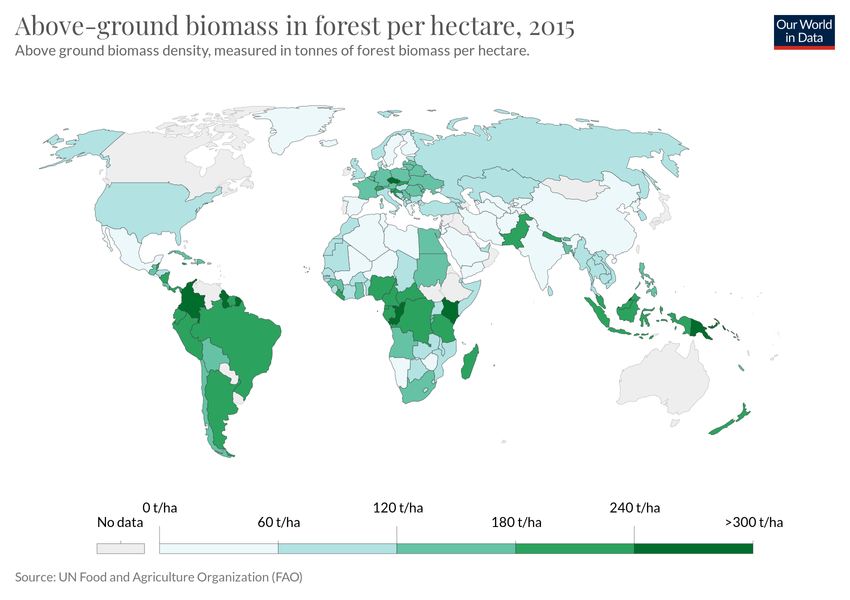 Above-ground biomass in forest per hectare, 2015
Above ground biomass density, measured in tonnes of forest biomass per hectare.
Our World
in Data
No data
0 t/ha
60 t/ha
120 t/ha
180 t/ha
240 t/ha
>300 t/ha
Source: UN Food and Agriculture Organization (FAO)